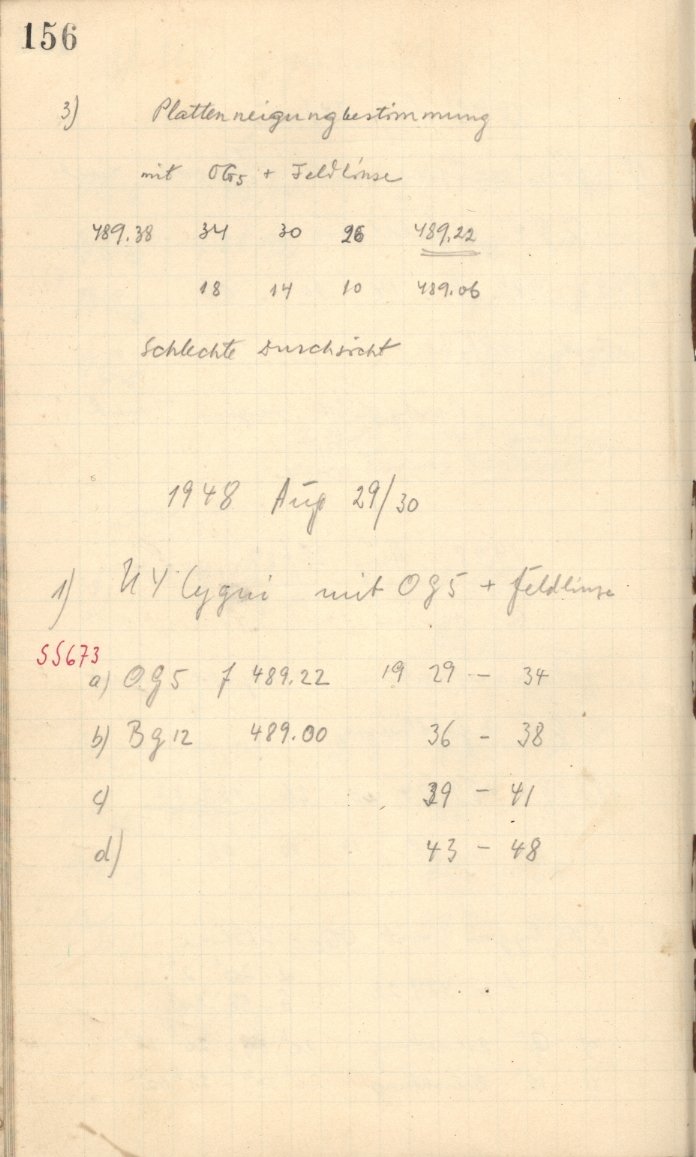 156
3) Plattenneigungbestimmung
mit OG5 + Feldlinse
489.38 34 30 26 489.22
18 14 10 489.06
Schlechte Durchsicht
1948 Aug 29/30
1) Cygni mit OG5 + Feldlinse
SS673
a) OG5 f 489.22 19 29 – 34
b) Bg12 489.00 36 – 38
c) 39 – 41
d) 43 – 48